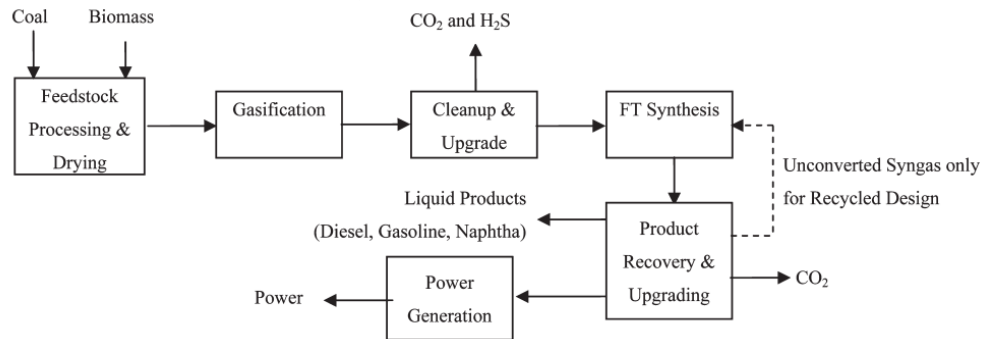 Coal
Biomass
CO₂ and H₂S
Feedstock
Processing &
Drying
Gasification
Cleanup &
Upgrade
FT Synthesis
Unconverted Syngas only
for Recycled Design
Liquid Products
(Diesel, Gasoline, Naphtha)
Product
Recovery &
Upgrading
CO₂
Power
Generation
Power